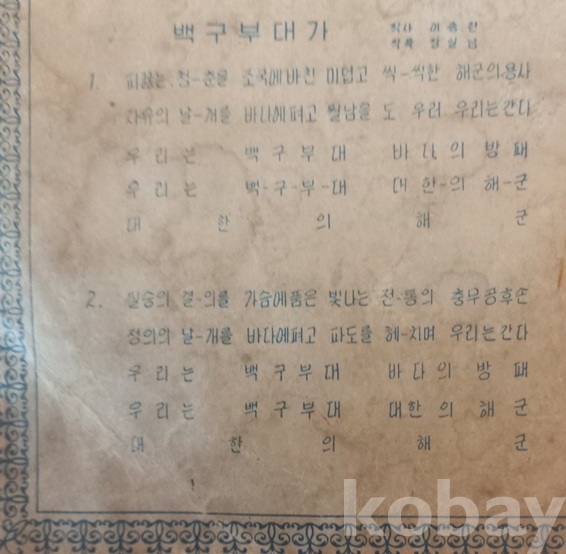 백구부대가
작사
작곡
1. 피끓는 청-춘을 조국에바친 미덥고 씩-씩한 해군의용사
자유의 날-개를 바다에펴고 월남을 도 우러 우리는간다
우 리 는 백 구 부 대 바 다 의 방 패
우 리 는 백-구-부-대 대 한-의 해-군
대 한 의 해 군
2. 필승의 결-의를 가슴에품은 빛나는 전-통의 충무공후손
정의의 날-개를 바다에펴고 파도를 헤-치며 우리는간다
우 리 는 백 구 부 대 바 다 의 방 패
우 리 는 백 구 부 대 대한 의 해 군
대 한 의 해 군
kobay